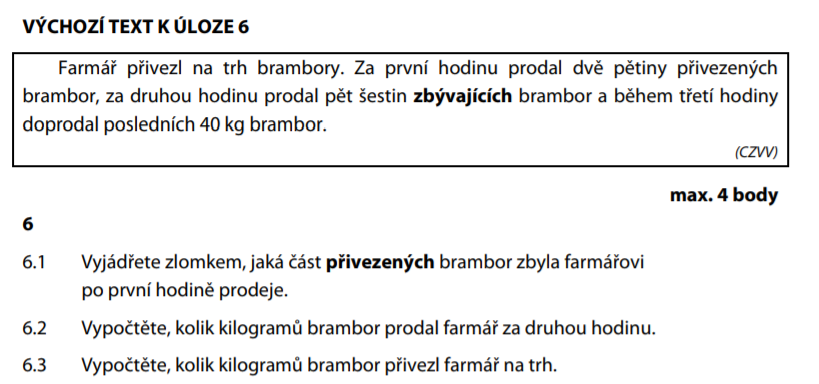 VÝCHOZÍ TEXT K ÚLOZE 6
Farmář přivezl na trh brambory. Za první hodinu prodal dvě pětiny přivezených
brambor, za druhou hodinu prodal pět šestin zbývajících brambor a během třetí hodiny
doprodal posledních 40 kg brambor.
(CZVV)
max. 4 body
6
6.1 Vyjádřete zlomkem, jaká část přivezených brambor zbyla farmářovi
po první hodině prodeje.
6.2 Vypočtěte, kolik kilogramů brambor prodal farmář za druhou hodinu.
6.3 Vypočtěte, kolik kilogramů brambor přivezl farmář na trh.